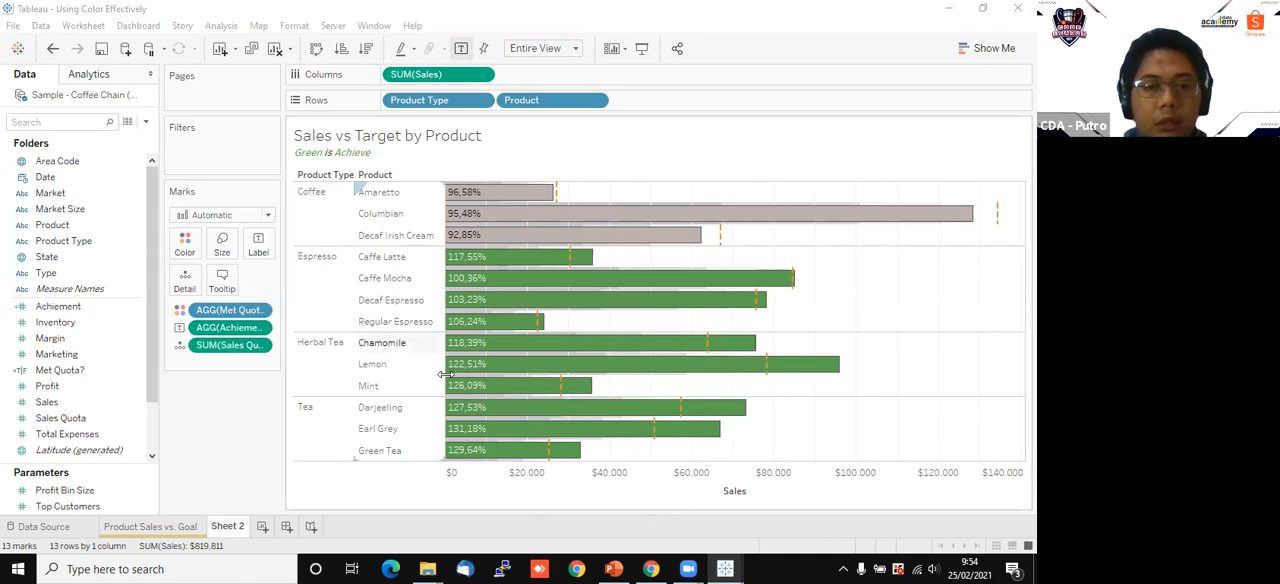 Tableau - Using Color Effectively
File Data Worksheet Dashboard Story Analysis Map Format Server Window Help
Entire View
Show Me
Data Analytics
Sample - Coffee Chain (...
Search
Folders
Area Code
Date
Market
Market Size
Product
Product Type
State
Type
Measure Names
Achiement
Inventory
Margin
Marketing
Met Quota?
Profit
Sales
Sales Quota
Total Expenses
Latitude (generated)
Parameters
Profit Bin Size
Top Customers
Pages
Filters
Marks
Automatic
Color Size Label
Detail Tooltip
AGG(Met Quot..
AGG(Achieme..
SUM(Sales Qu..
Columns SUM(Sales)
Rows Product Type Product
Sales vs Target by Product
Green is Achieve
Product Type Product
Coffee Amaretto 96,58%
Columbian 95,48%
Decaf Irish Cream 92,85%
Espresso Caffe Latte 117,55%
Caffe Mocha 100,36%
Decaf Espresso 103,23%
Regular Espresso 106,24%
Herbal Tea Chamomile 118,39%
Lemon 122,51%
Mint 126,09%
Tea Darjeeling 127,53%
Earl Grey 131,18%
Green Tea 129,64%
$0 $20.000 $40.000 $60.000 $80.000 $100.000 $120.000 $140.000
Sales
Data Source Product Sales vs. Goal Sheet 2
13 marks 13 rows by 1 column SUM(Sales): $819.811
Type here to search
9:54
25/02/2021
3
CODE LEAGUE
data academy
Shopee
CDA - Putro